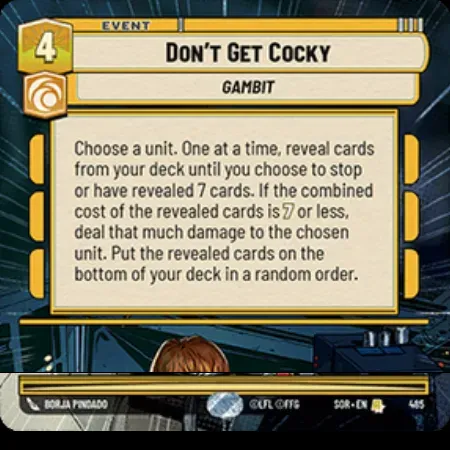 EVENT
4
DON'T GET COCKY
GAMBIT
Choose a unit. One at a time, reveal cards
from your deck until you choose to stop
or have revealed 7 cards. If the combined
cost of the revealed cards is 7 or less,
deal that much damage to the chosen
unit. Put the revealed cards on the
bottom of your deck in a random order.
BORJA PINDADO ©LFL ©FFG SOR • EN 465